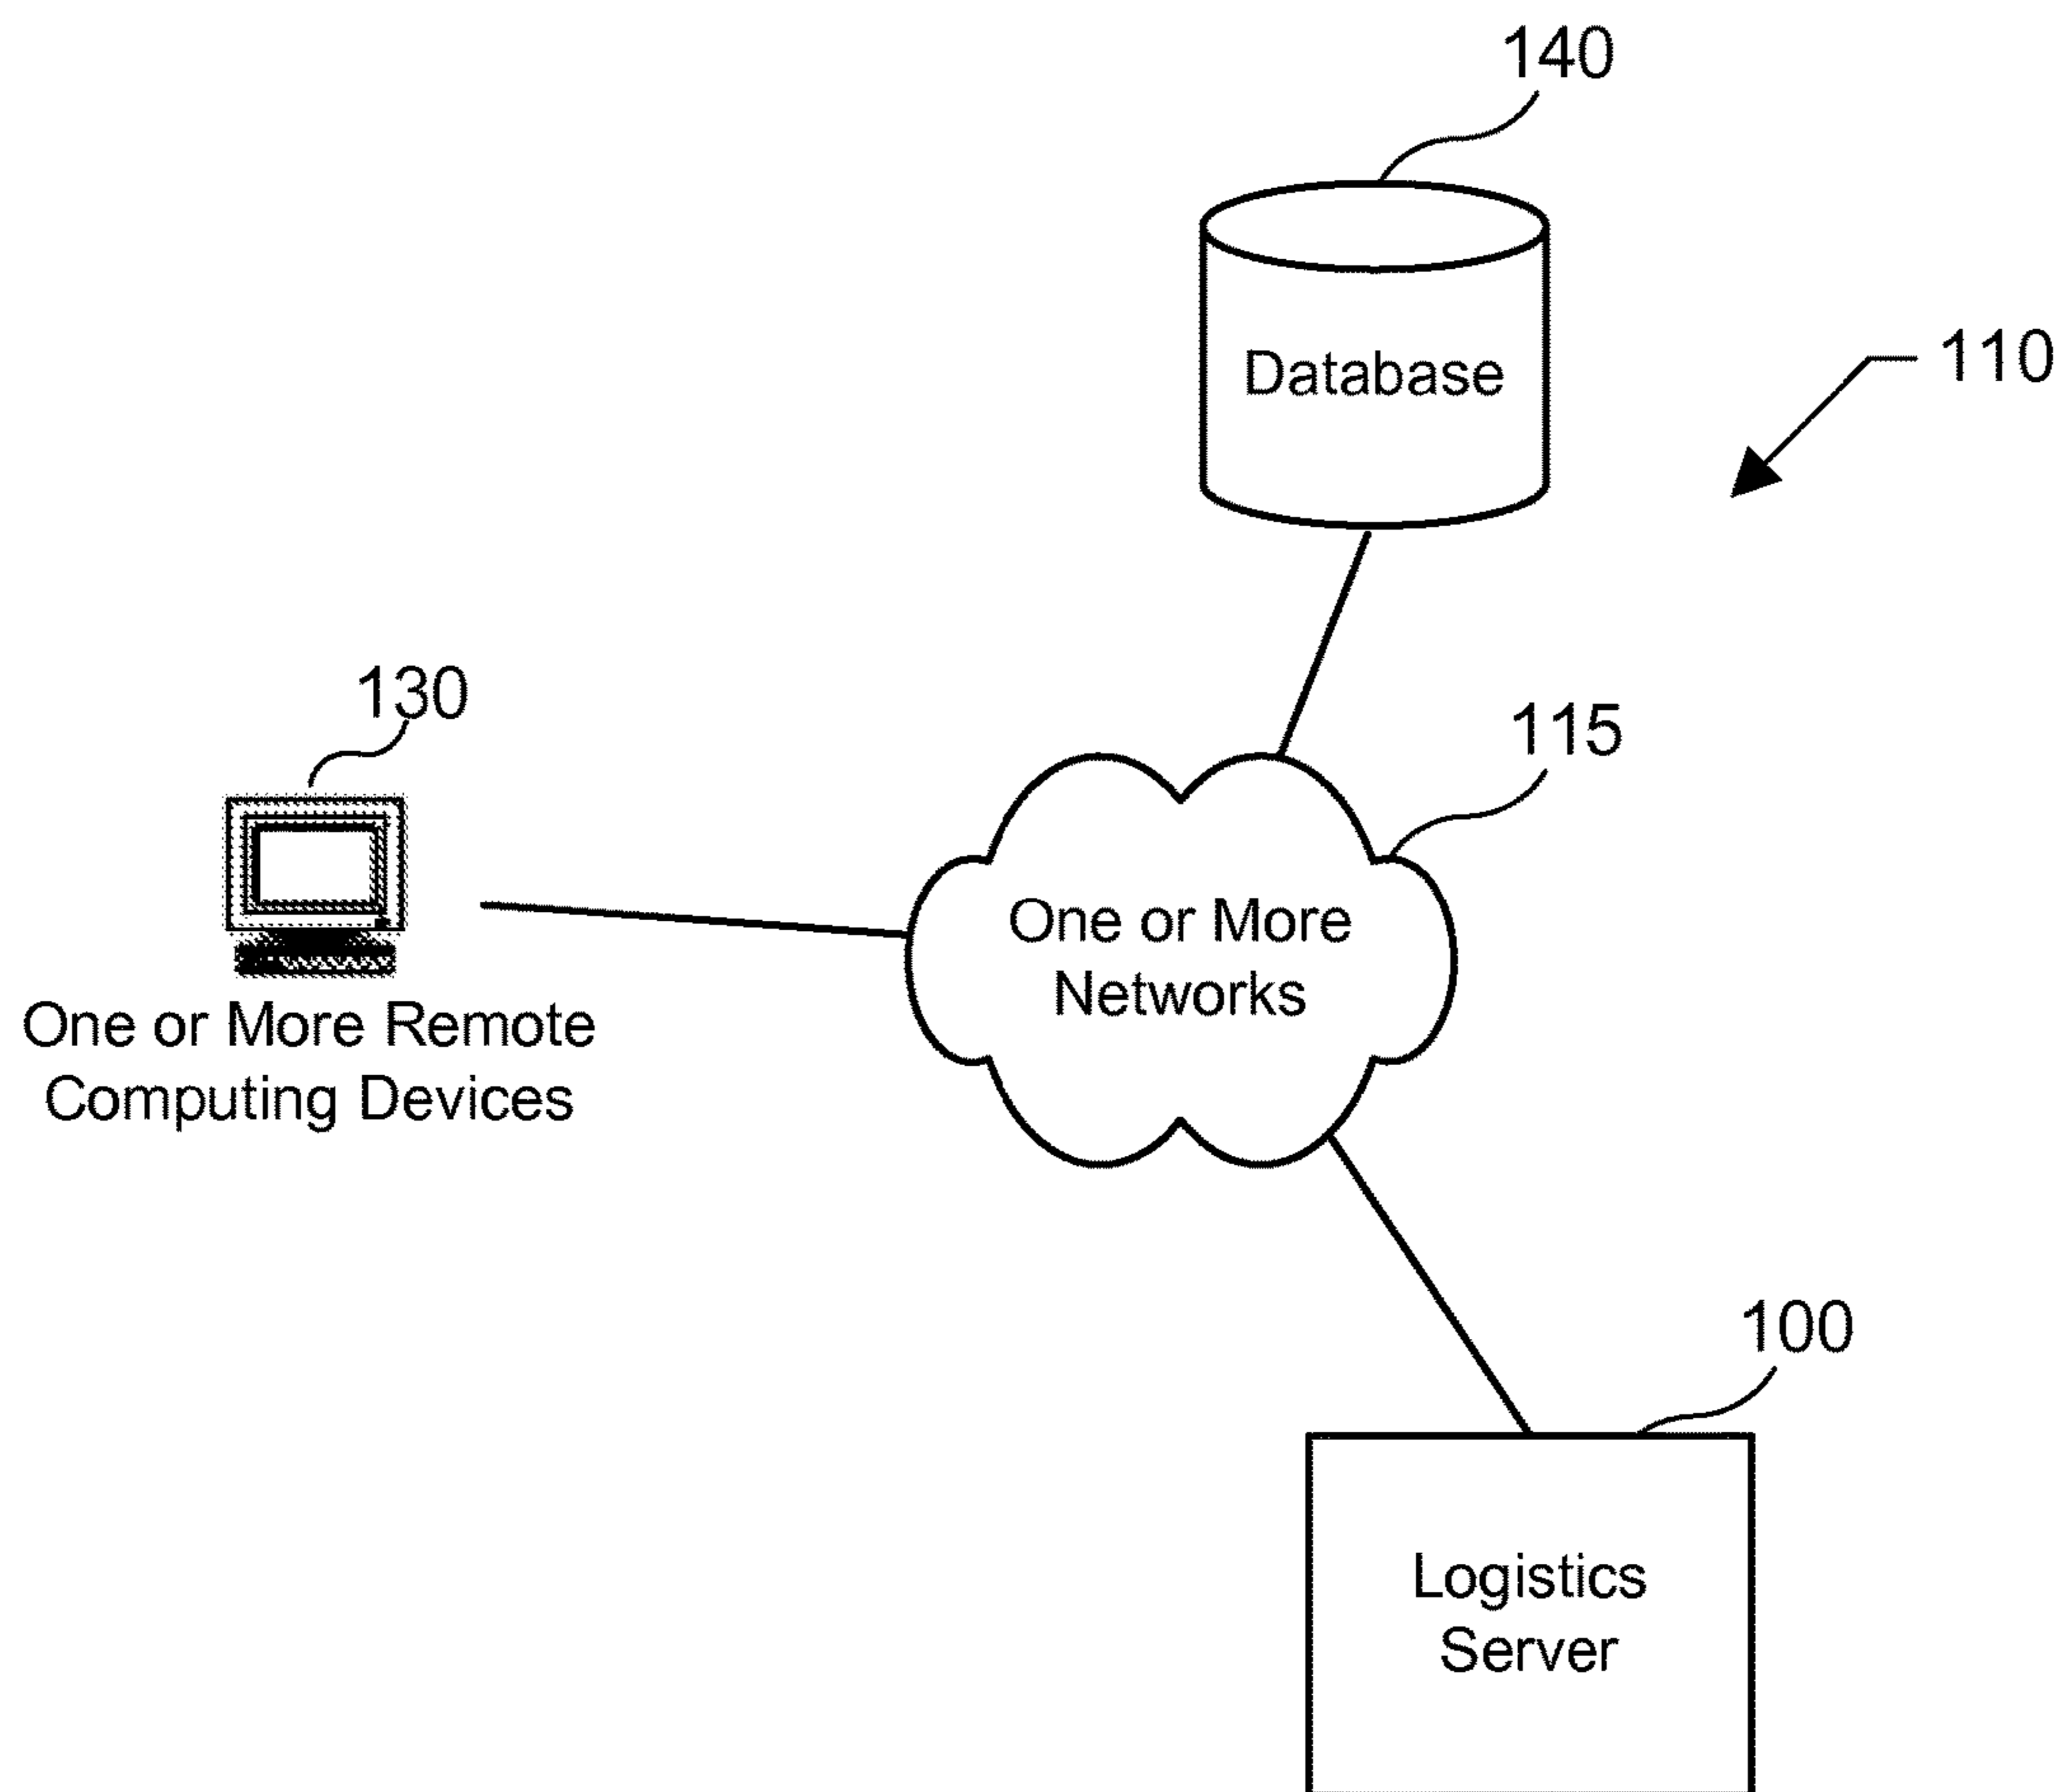 140
Database
110
130
115
One or More
Networks
One or More Remote
Computing Devices
100
Logistics
Server